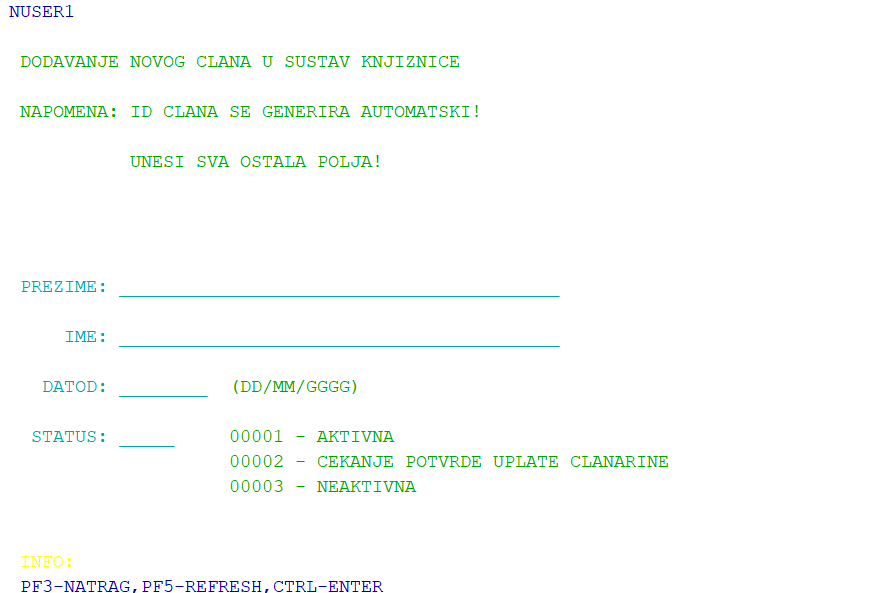 NUSER1
DODAVANJE NOVOG CLANA U SUSTAV KNJIZNICE
NAPOMENA: ID CLANA SE GENERIRA AUTOMATSKI!
UNESI SVA OSTALA POLJA!
PREZIME: ________________________________________
IME: ________________________________________
DATOD: ________ (DD/MM/GGGG)
STATUS: _____ 00001 - AKTIVNA
00002 - CEKANJE POTVRDE UPLATE CLANARINE
00003 - NEAKTIVNA
INFO:
PF3-NATRAG,PF5-REFRESH,CTRL-ENTER